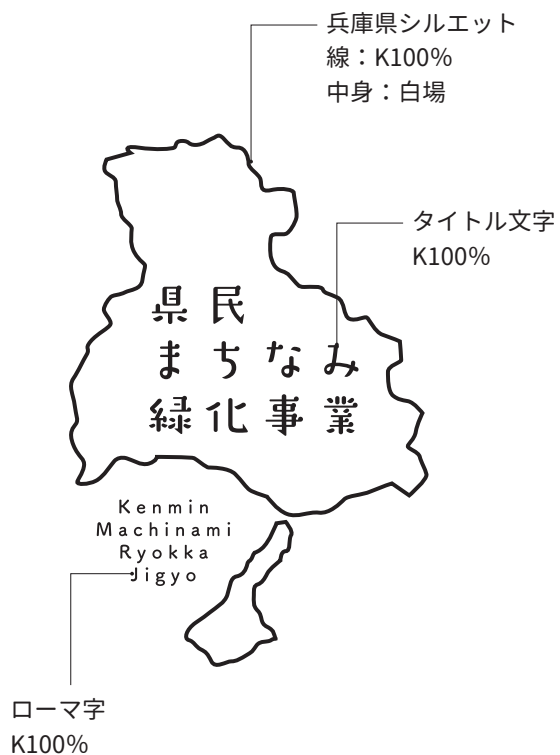 兵庫県シルエット
線：K100%
中身：白場
タイトル文字
K100%
県民
まちなみ
緑化事業
Kenmin
Machinami
Ryokka
Jigyo
ローマ字
K100%